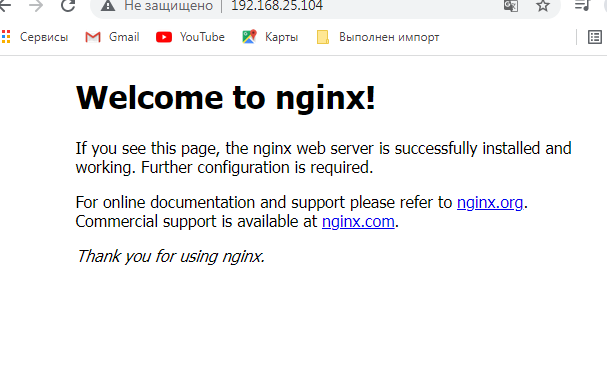 Не защищено | 192.168.25.104
Сервисы Gmail YouTube Карты Выполнен импорт
Welcome to nginx!
If you see this page, the nginx web server is successfully installed and
working. Further configuration is required.
For online documentation and support please refer to nginx.org.
Commercial support is available at nginx.com.
Thank you for using nginx.